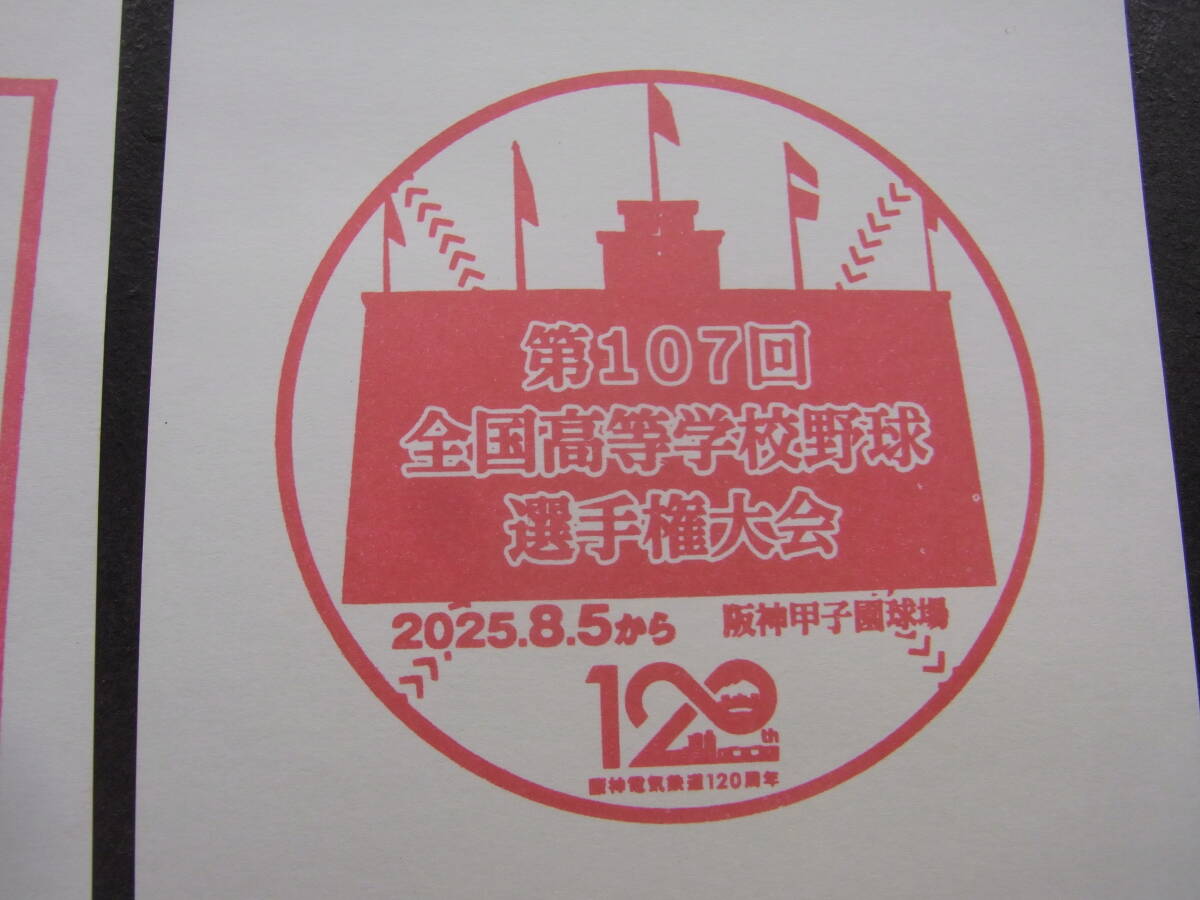 第107回
全国高等学校野球
選手権大会
2025.8.5から 阪神甲子園球場
120th
阪神電気鉄道120周年